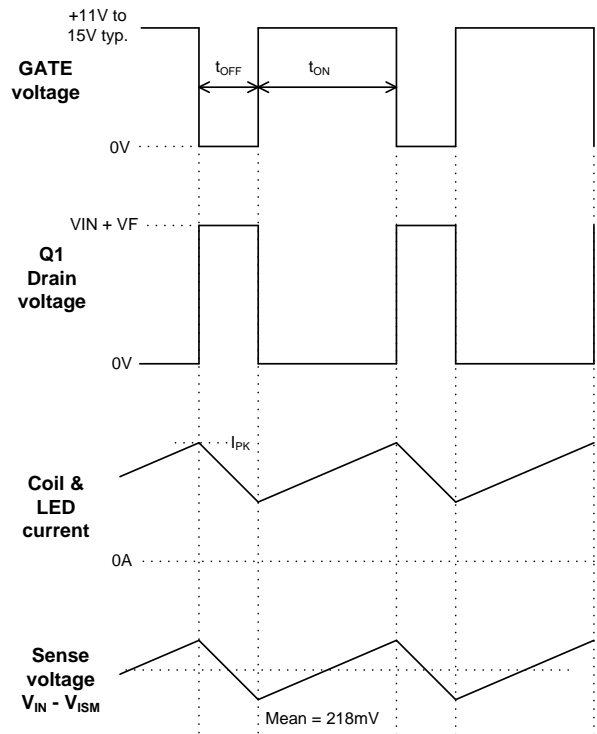 +11V to
15V typ.
GATE
voltage
tOFF
tON
0V
VIN + VF
Q1
Drain
voltage
0V
IPK
Coil &
LED
current
0A
Sense
voltage
VIN - VISM
Mean = 218mV